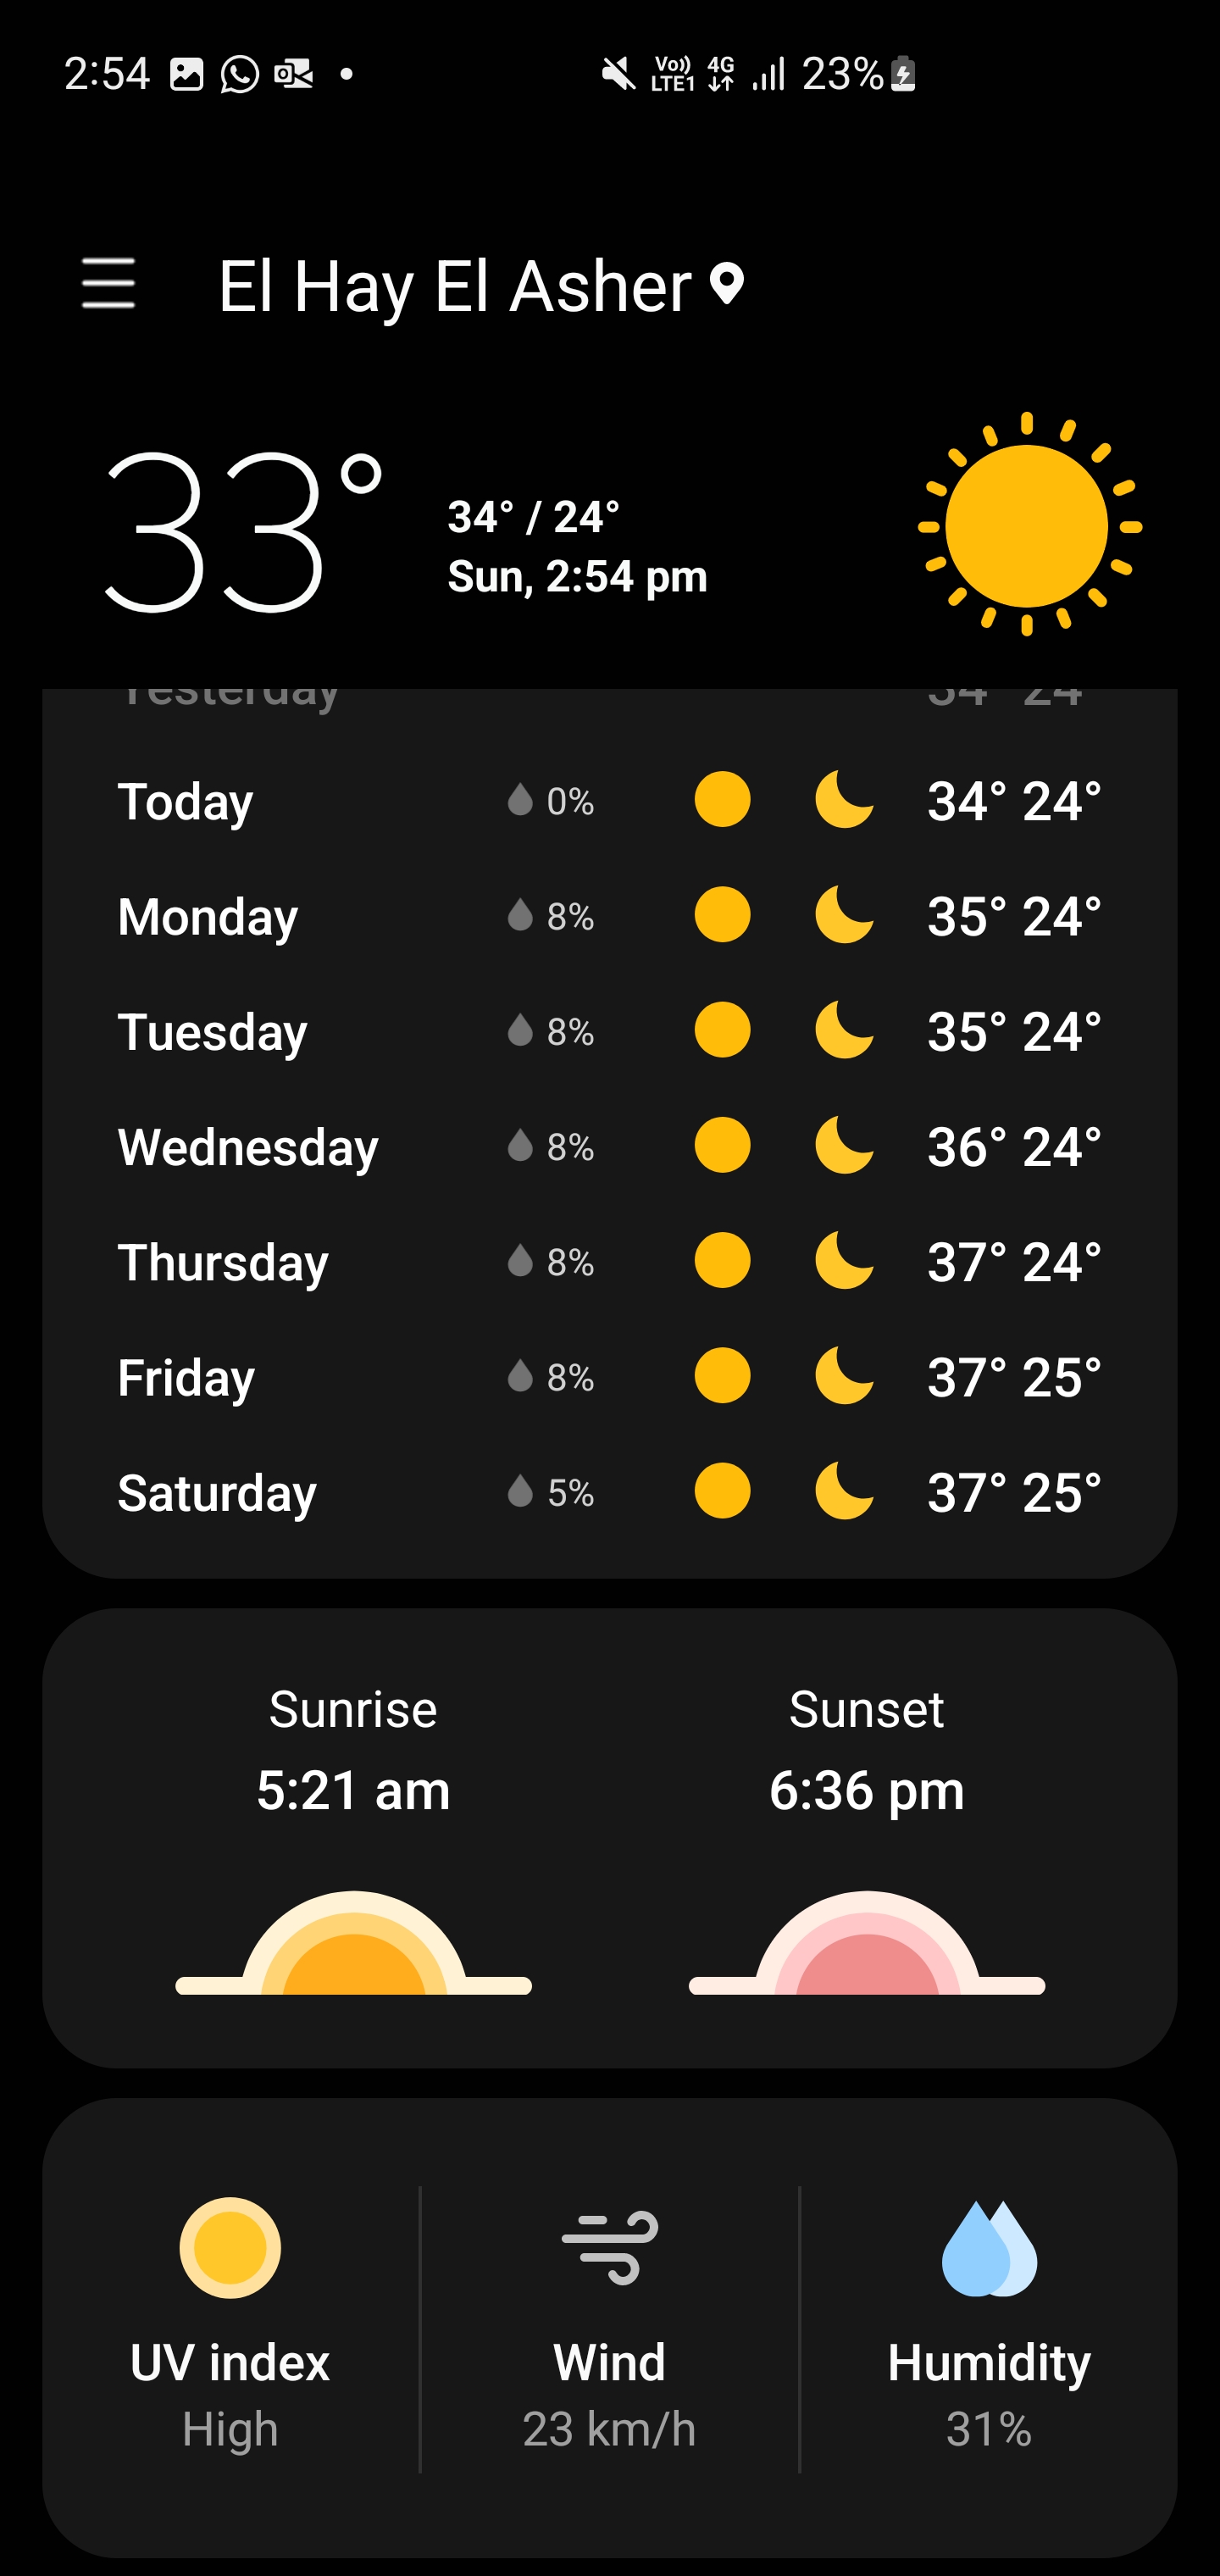 2:54 Vo)) LTE1 4G 23%
El Hay El Asher
33°
34° / 24°
Sun, 2:54 pm
Yesterday 34° 24°
Today 0% 34° 24°
Monday 8% 35° 24°
Tuesday 8% 35° 24°
Wednesday 8% 36° 24°
Thursday 8% 37° 24°
Friday 8% 37° 25°
Saturday 5% 37° 25°
Sunrise Sunset
5:21 am 6:36 pm
UV index Wind Humidity
High 23 km/h 31%